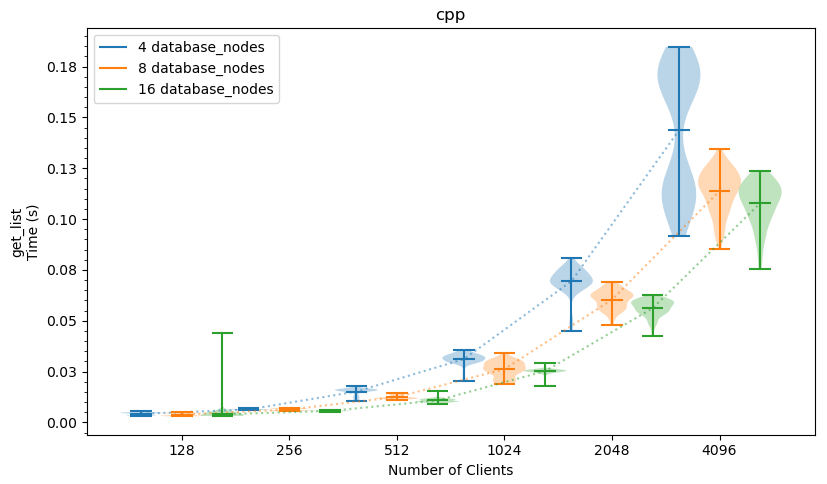 cpp
4 database_nodes
8 database_nodes
16 database_nodes
0.18
0.15
0.13
0.10
0.08
0.05
0.03
0.00
get_list
Time (s)
128
256
512
1024
2048
4096
Number of Clients